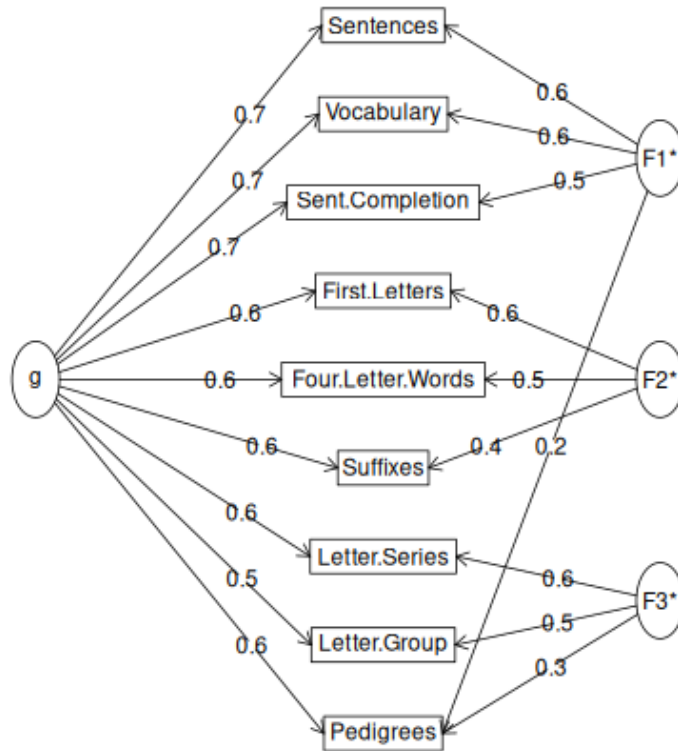 Sentences
0.7
0.6
Vocabulary
0.7
0.6
F1*
Sent.Completion
0.7
0.5
First.Letters
0.6
0.6
g
Four.Letter.Words
0.6
0.5
F2*
Suffixes
0.6
0.4
0.2
Letter.Series
0.6
0.6
F3*
Letter.Group
0.5
0.5
Pedigrees
0.6
0.3